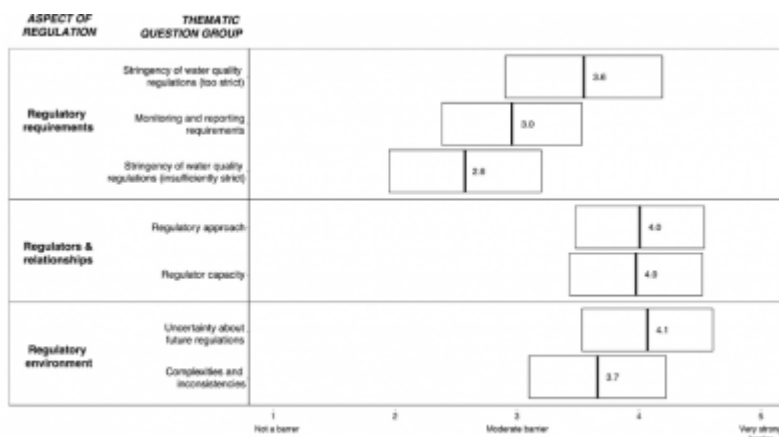 ASPECT OF
REGULATION
THEMATIC
QUESTION GROUP
Regulatory
requirements
Stringency of water quality
regulations (too strict)
3.6
Monitoring and reporting
requirements
3.0
Stringency of water quality
regulations (insufficiently strict)
2.6
Regulators &
relationships
Regulatory approach
4.0
Regulator capacity
4.0
Regulatory
environment
Uncertainty about
future regulations
4.1
Complexities and
inconsistencies
3.7
1
2
3
4
5
Not a barrier
Moderate barrier
Very strong